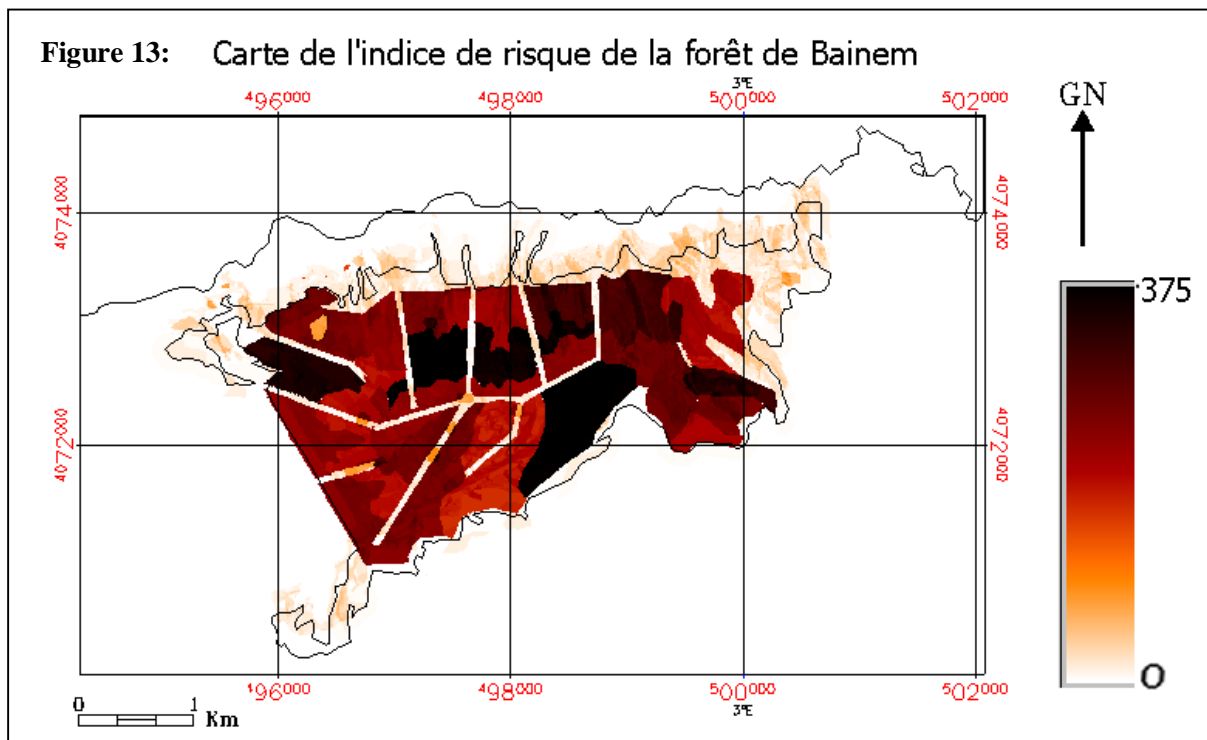 Figure 13: Carte de l'indice de risque de la forêt de Bainem
3°E
496000 498000 500000 502000
GN
4074000 4074000
375
4072000 4072000
0
496000 498000 500000 502000
3°E
0 1
Km